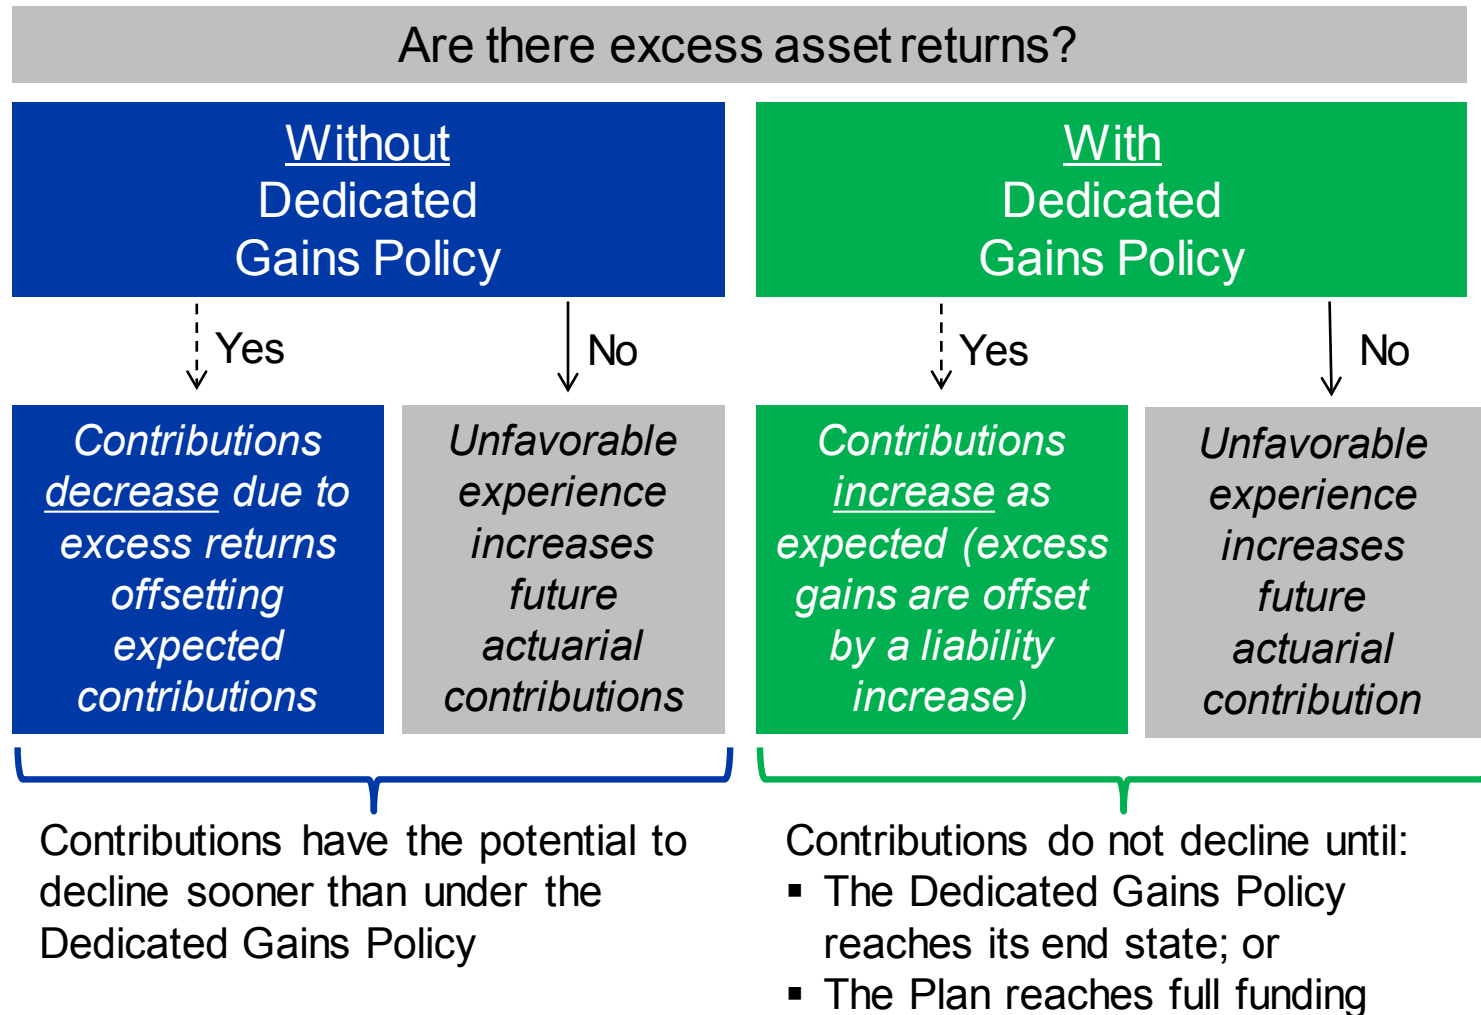 Are there excess asset returns?
Without
Dedicated
Gains Policy
With
Dedicated
Gains Policy
Yes
No
Yes
No
Contributions
decrease due to
excess returns
offsetting
expected
contributions
Unfavorable
experience
increases
future
actuarial
contributions
Contributions
increase as
expected (excess
gains are offset
by a liability
increase)
Unfavorable
experience
increases
future
actuarial
contribution
Contributions have the potential to
decline sooner than under the
Dedicated Gains Policy
Contributions do not decline until:
▪ The Dedicated Gains Policy
reaches its end state; or
▪ The Plan reaches full funding